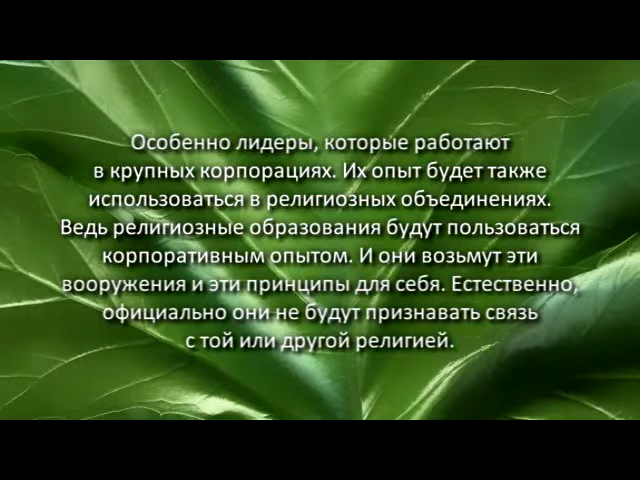 Особенно лидеры, которые работают
в крупных корпорациях. Их опыт будет также
использоваться в религиозных объединениях.
Ведь религиозные образования будут пользоваться
корпоративным опытом. И они возьмут эти
вооружения и эти принципы для себя. Естественно,
официально они не будут признавать связь
с той или другой религией.